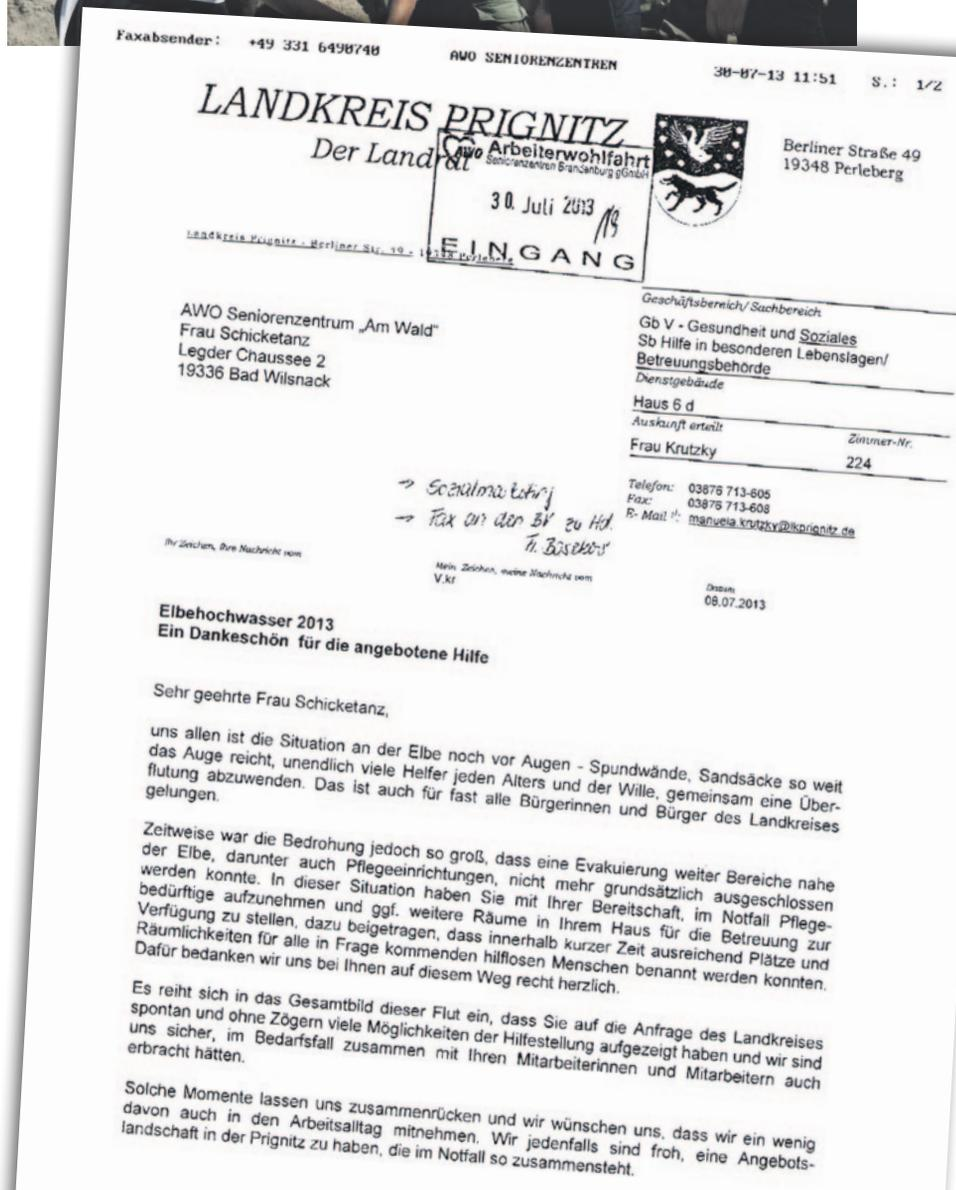 Faxabsender: +49 331 6490740 AWO SENIORENZENTREN 30-07-13 11:51 S.: 1/2
LANDKREIS PRIGNITZ
Der Landrat
AWO Arbeiterwohlfahrt
Seniorenzentren Brandenburg gGmbH
30. Juli 2013
EINGANG
Berliner Straße 49
19348 Perleberg
Landkreis Prignitz - Berliner Str. 49 - 19348 Perleberg
AWO Seniorenzentrum „Am Wald“
Frau Schicketanz
Legder Chaussee 2
19336 Bad Wilsnack
Geschäftsbereich/Sachbereich
Gb V - Gesundheit und Soziales
Sb Hilfe in besonderen Lebenslagen/
Betreuungsbehörde
Dienstgebäude
Haus 6 d
Auskunft erteilt Zimmer-Nr.
Frau Krutzky 224
Telefon: 03876 713-605
Fax: 03876 713-608
E-Mail: manuela.krutzky@lkprignitz.de
→
→ Fax an den BV zu Hd.
Fr.
Ihr Zeichen, Ihre Nachricht vom
Mein Zeichen, meine Nachricht vom
V.kr
Datum
08.07.2013
Elbehochwasser 2013
Ein Dankeschön für die angebotene Hilfe
Sehr geehrte Frau Schicketanz,
uns allen ist die Situation an der Elbe noch vor Augen - Spundwände, Sandsäcke so weit
das Auge reicht, unendlich viele Helfer jeden Alters und der Wille, gemeinsam eine Über-
flutung abzuwenden. Das ist auch für fast alle Bürgerinnen und Bürger des Landkreises
gelungen.
Zeitweise war die Bedrohung jedoch so groß, dass eine Evakuierung weiter Bereiche nahe
der Elbe, darunter auch Pflegeeinrichtungen, nicht mehr grundsätzlich ausgeschlossen
werden konnte. In dieser Situation haben Sie mit Ihrer Bereitschaft, im Notfall Pflege-
bedürftige aufzunehmen und ggf. weitere Räume in Ihrem Haus für die Betreuung zur
Verfügung zu stellen, dazu beigetragen, dass innerhalb kurzer Zeit ausreichend Plätze und
Räumlichkeiten für alle in Frage kommenden hilflosen Menschen benannt werden konnten.
Dafür bedanken wir uns bei Ihnen auf diesem Weg recht herzlich.
Es reiht sich in das Gesamtbild dieser Flut ein, dass Sie auf die Anfrage des Landkreises
spontan und ohne Zögern viele Möglichkeiten der Hilfestellung aufgezeigt haben und wir sind
uns sicher, im Bedarfsfall zusammen mit Ihren Mitarbeiterinnen und Mitarbeitern auch
erbracht hätten.
Solche Momente lassen uns zusammenrücken und wir wünschen uns, dass wir ein wenig
davon auch in den Arbeitsalltag mitnehmen. Wir jedenfalls sind froh, eine Angebots-
landschaft in der Prignitz zu haben, die im Notfall so zusammensteht.